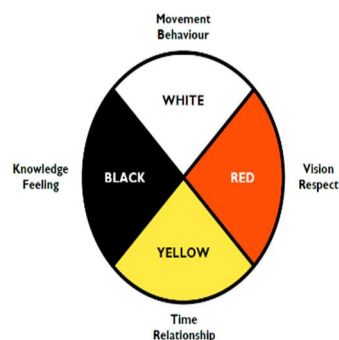 Movement
Behaviour
WHITE
Knowledge
Feeling
BLACK
RED
Vision
Respect
YELLOW
Time
Relationship